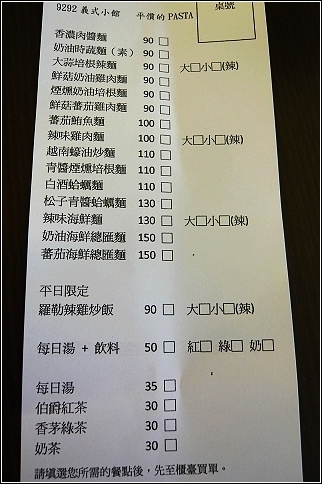 9292 義式小館 平價的 PASTA 桌號
香濃肉醬麵 90 □
奶油時蔬麵(素) 90 □
大蒜培根辣麵 90 □ 大□小□(辣)
鮮菇奶油雞肉麵 90 □
煙燻奶油培根麵 90 □
鮮菇蕃茄雞肉麵 90 □
蕃茄鮪魚麵 100 □
辣味雞肉麵 100 □ 大□小□(辣)
越南蠔油炒麵 110 □
青醬煙燻培根麵 110 □
白酒蛤蠣麵 110 □
松子青醬蛤蠣麵 130 □
辣味海鮮麵 130 □ 大□小□(辣)
奶油海鮮總匯麵 150 □
蕃茄海鮮總匯麵 150 □
平日限定
羅勒辣雞炒飯 90 □ 大□小□(辣)
每日湯 + 飲料 50 □ 紅□ 綠□ 奶□
每日湯 35 □
伯爵紅茶 30 □
香茅綠茶 30 □
奶茶 30 □
請填選您所需的餐點後，先至櫃臺買單。